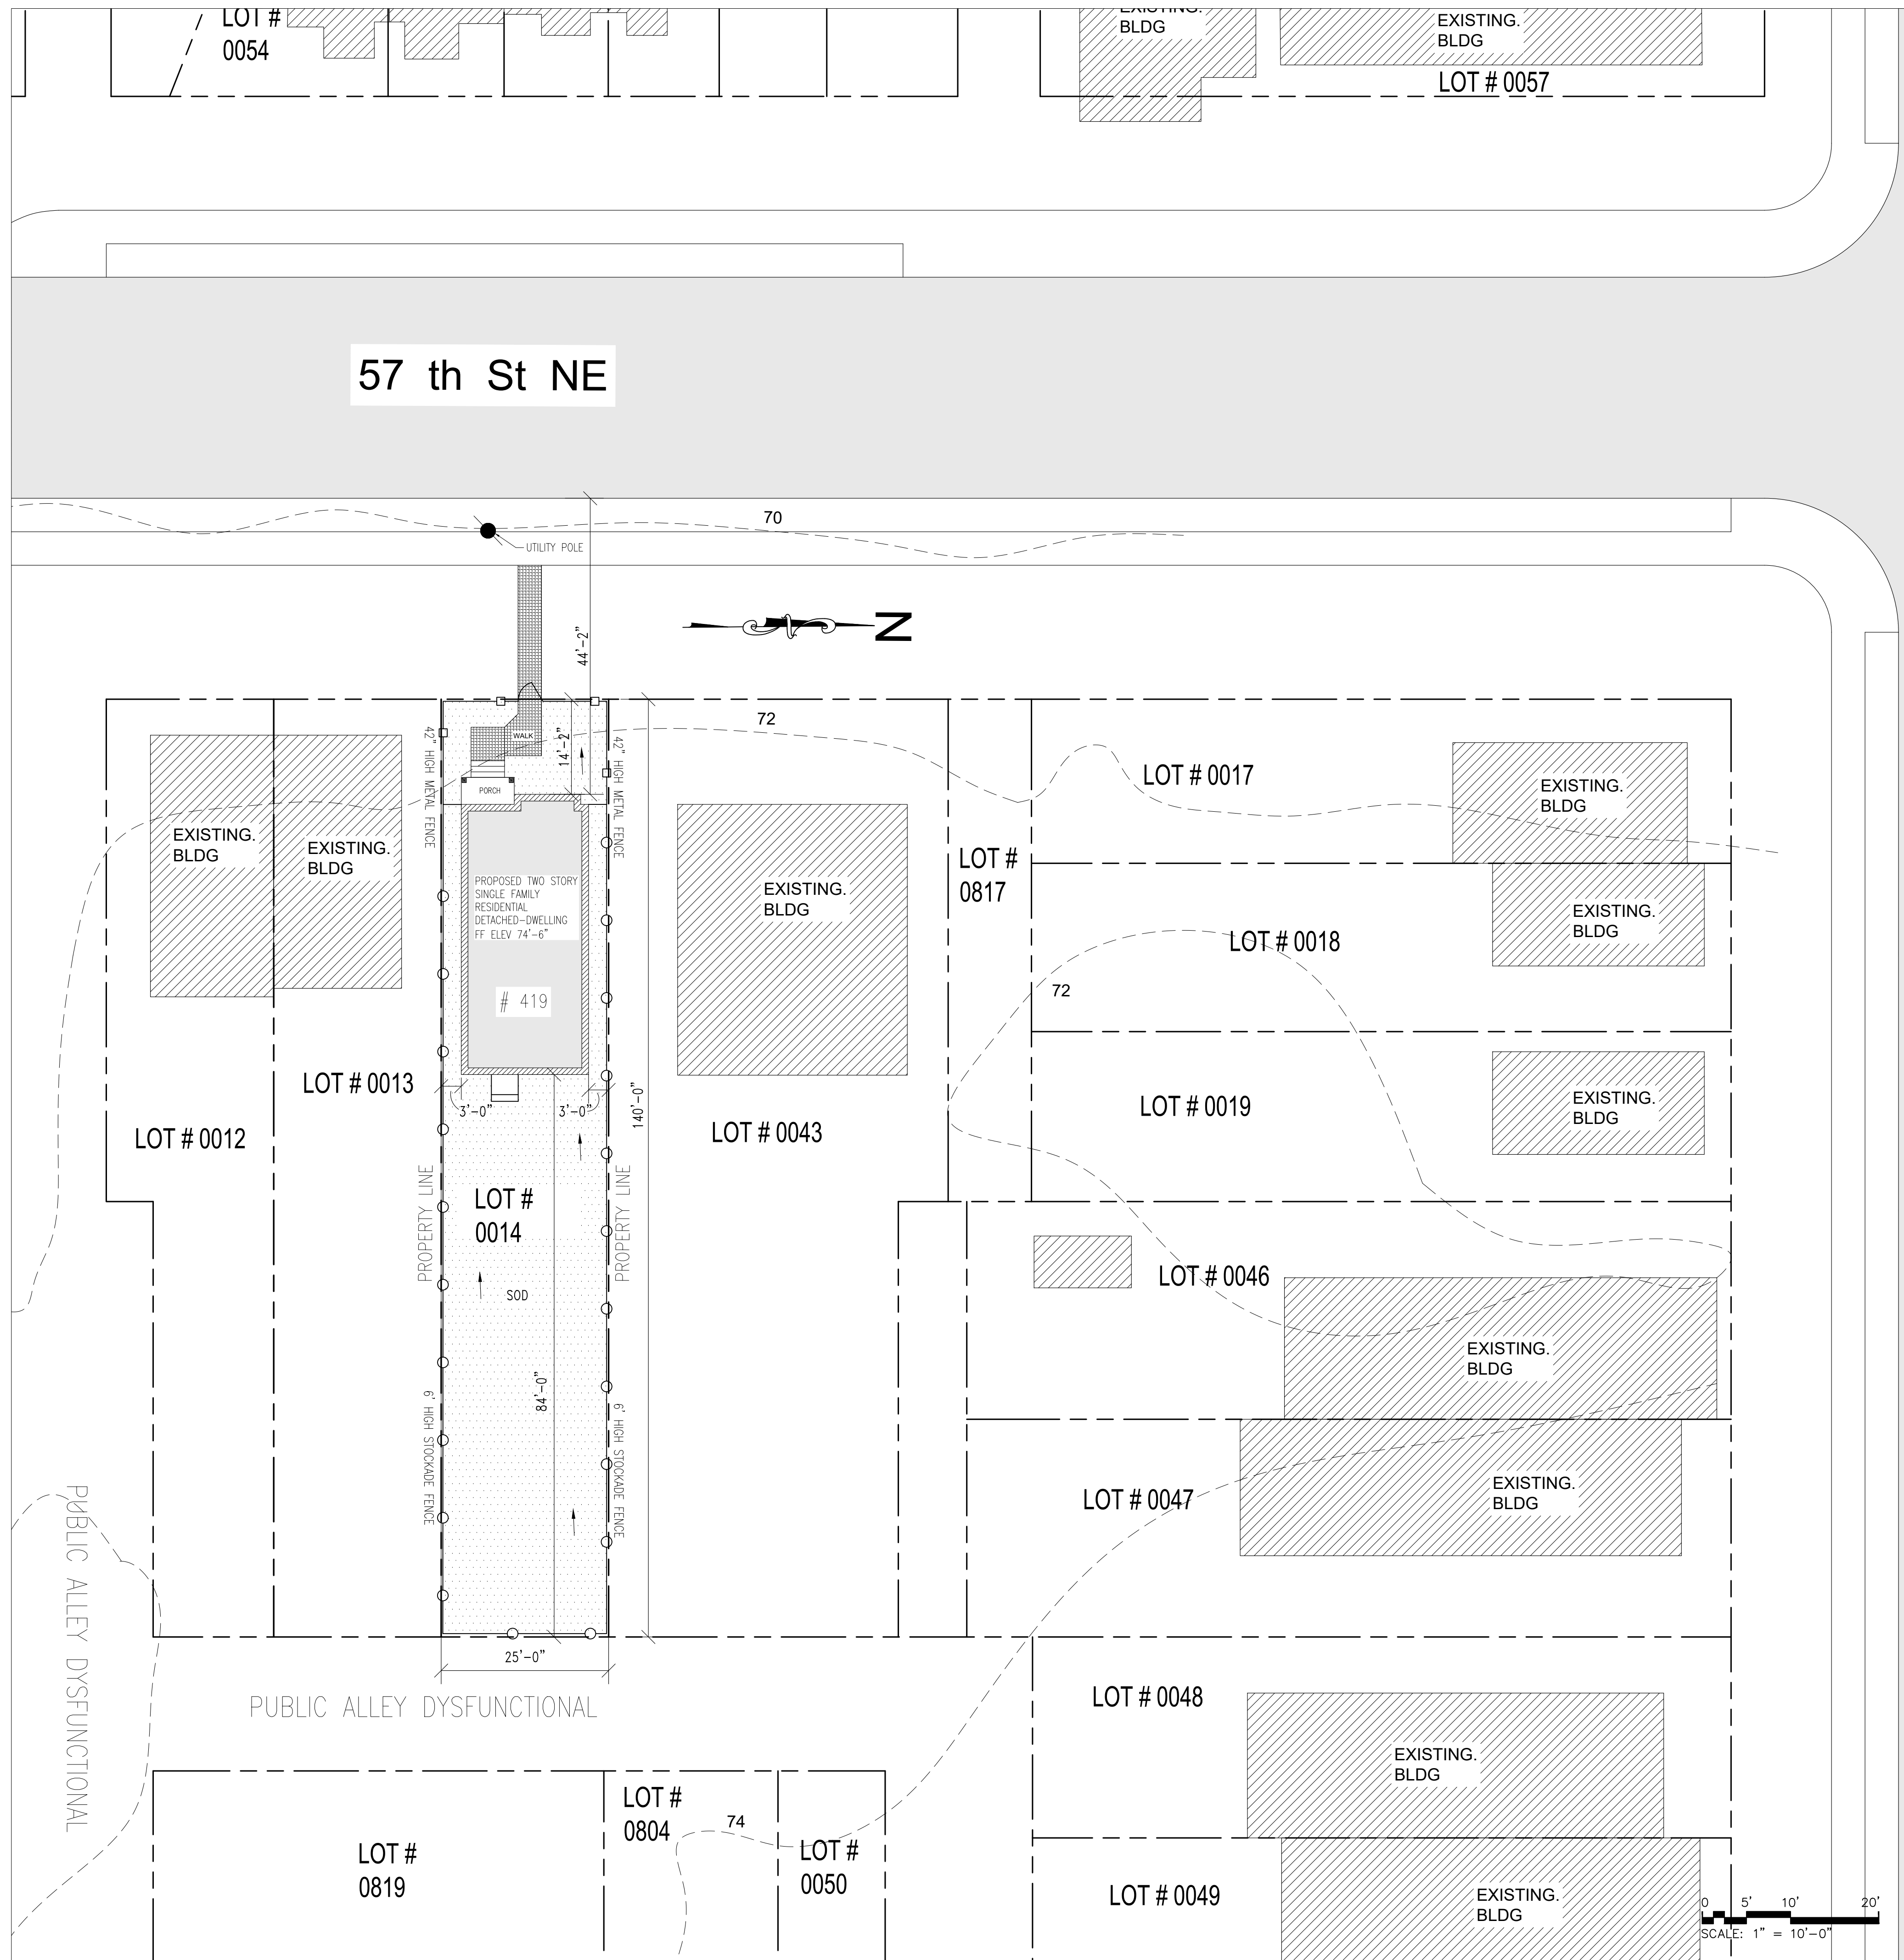 LOT #
0054
EXISTING.
BLDG
EXISTING.
BLDG
LOT # 0057
57 th St NE
70
UTILITY POLE
N
44'-2"
72
14'-2"
WALK
PORCH
42" HIGH METAL FENCE
42" HIGH METAL FENCE
LOT # 0017
EXISTING.
BLDG
EXISTING.
BLDG
EXISTING.
BLDG
EXISTING.
BLDG
LOT #
0817
PROPOSED TWO STORY
SINGLE FAMILY
RESIDENTIAL
DETACHED-DWELLING
FF ELEV 74'-6"
# 419
LOT # 0018
EXISTING.
BLDG
72
LOT # 0013
LOT # 0012
3'-0"
3'-0"
140'-0"
LOT # 0043
LOT # 0019
EXISTING.
BLDG
PROPERTY LINE
LOT #
0014
PROPERTY LINE
SOD
LOT # 0046
EXISTING.
BLDG
84'-0"
6' HIGH STOCKADE FENCE
6' HIGH STOCKADE FENCE
LOT # 0047
EXISTING.
BLDG
PUBLIC ALLEY DYSFUNCTIONAL
25'-0"
PUBLIC ALLEY DYSFUNCTIONAL
LOT # 0048
EXISTING.
BLDG
LOT #
0819
LOT #
0804
74
LOT #
0050
LOT # 0049
EXISTING.
BLDG
0 5' 10' 20'
SCALE: 1" = 10'-0"